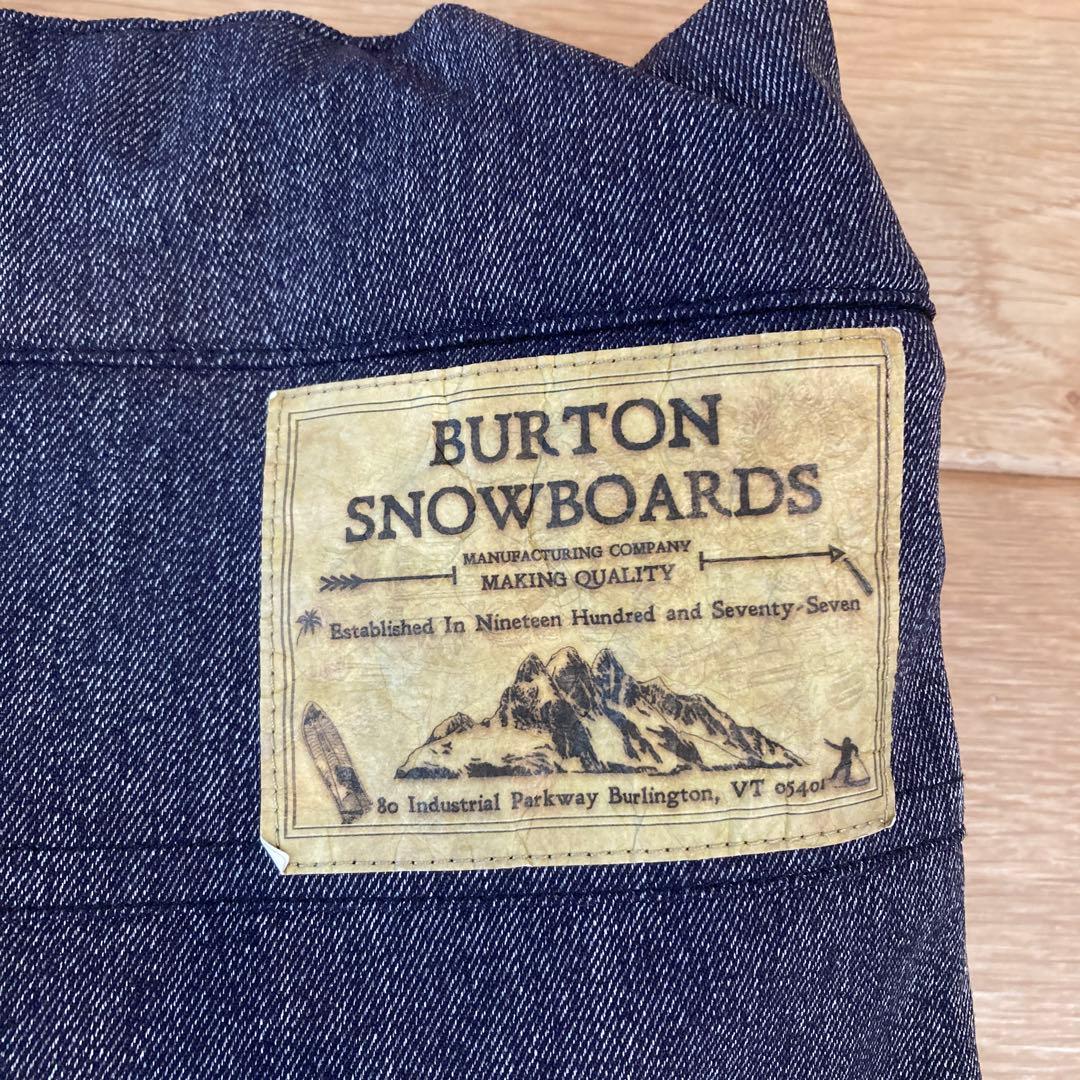 BURTON
SNOWBOARDS
MANUFACTURING COMPANY
MAKING QUALITY
Established In Nineteen Hundred and Seventy-Seven
80 Industrial Parkway Burlington, VT 05401